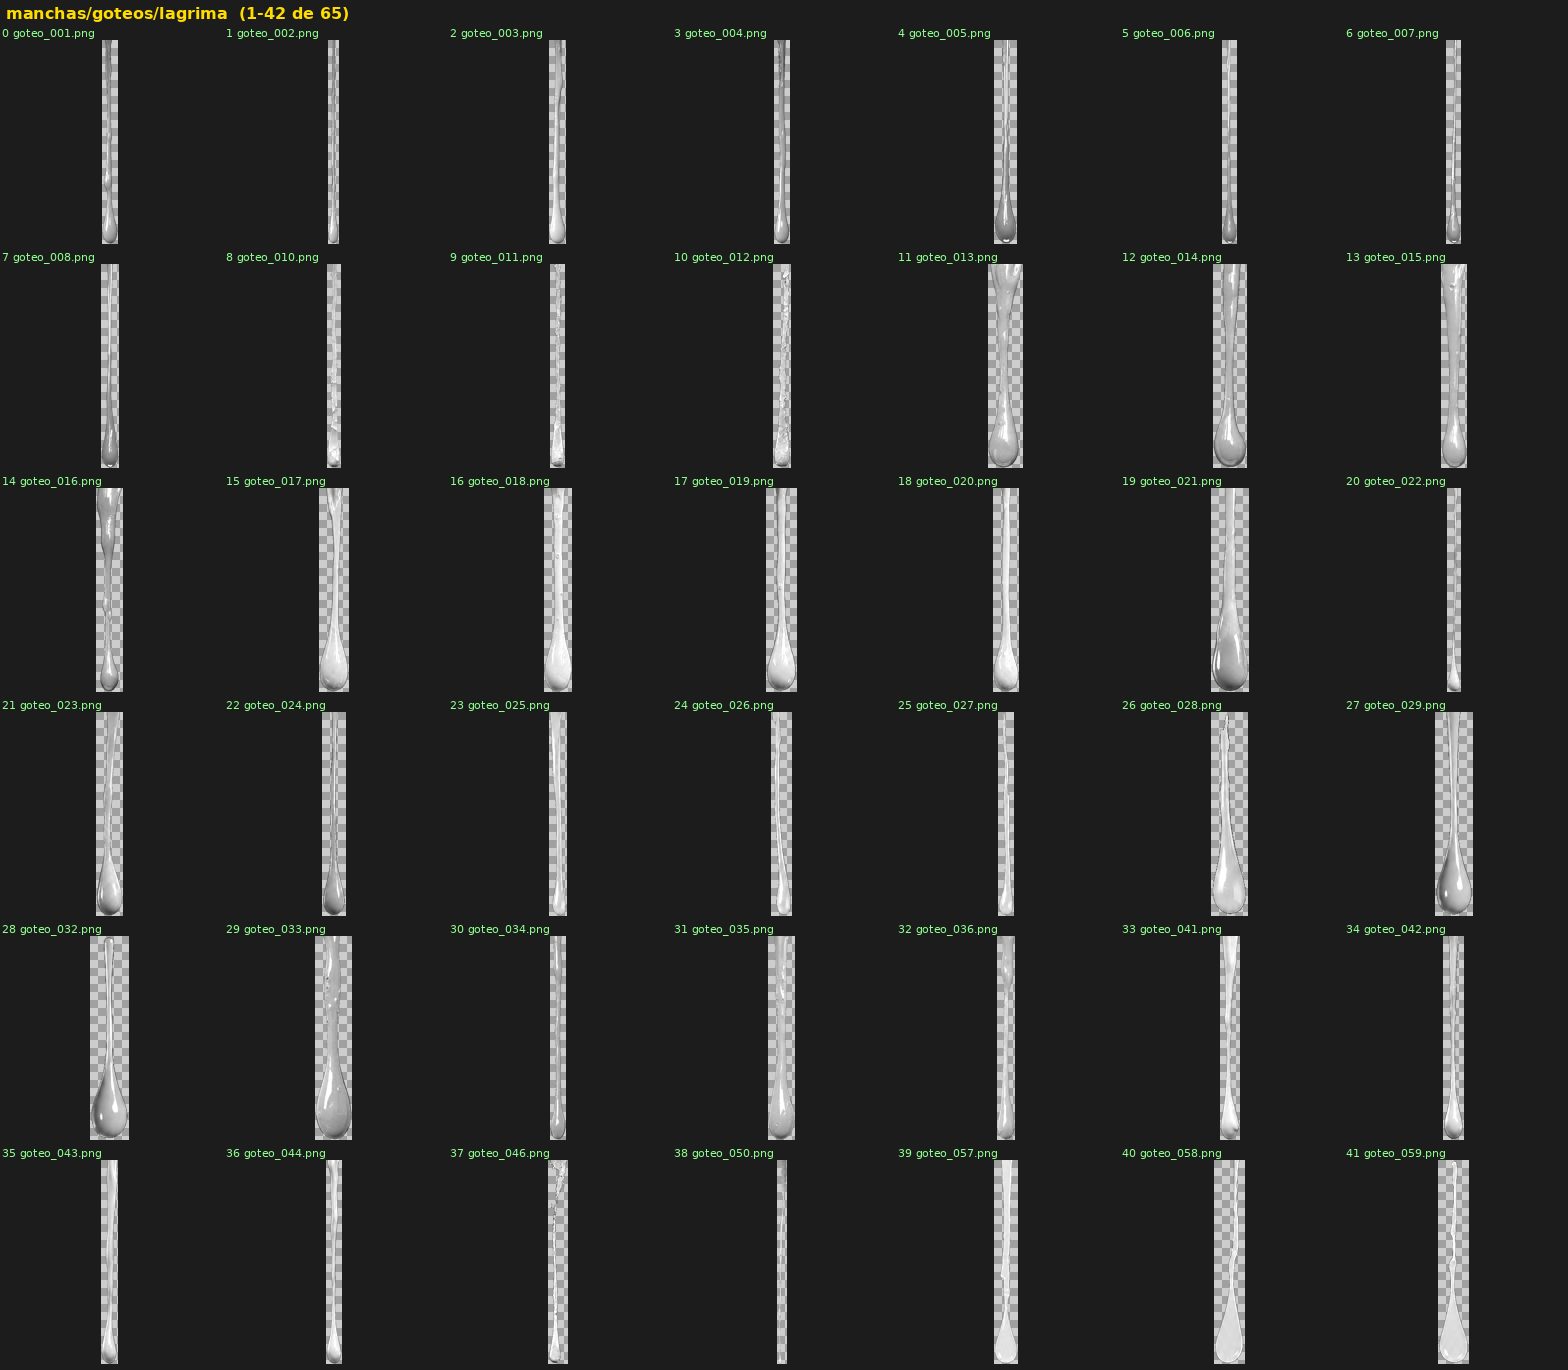 manchas/goteos/lagrima  (1-42 de 65)
0 goteo_001.png
1 goteo_002.png
2 goteo_003.png
3 goteo_004.png
4 goteo_005.png
5 goteo_006.png
6 goteo_007.png
7 goteo_008.png
8 goteo_010.png
9 goteo_011.png
10 goteo_012.png
11 goteo_013.png
12 goteo_014.png
13 goteo_015.png
14 goteo_016.png
15 goteo_017.png
16 goteo_018.png
17 goteo_019.png
18 goteo_020.png
19 goteo_021.png
20 goteo_022.png
21 goteo_023.png
22 goteo_024.png
23 goteo_025.png
24 goteo_026.png
25 goteo_027.png
26 goteo_028.png
27 goteo_029.png
28 goteo_032.png
29 goteo_033.png
30 goteo_034.png
31 goteo_035.png
32 goteo_036.png
33 goteo_041.png
34 goteo_042.png
35 goteo_043.png
36 goteo_044.png
37 goteo_046.png
38 goteo_050.png
39 goteo_057.png
40 goteo_058.png
41 goteo_059.png